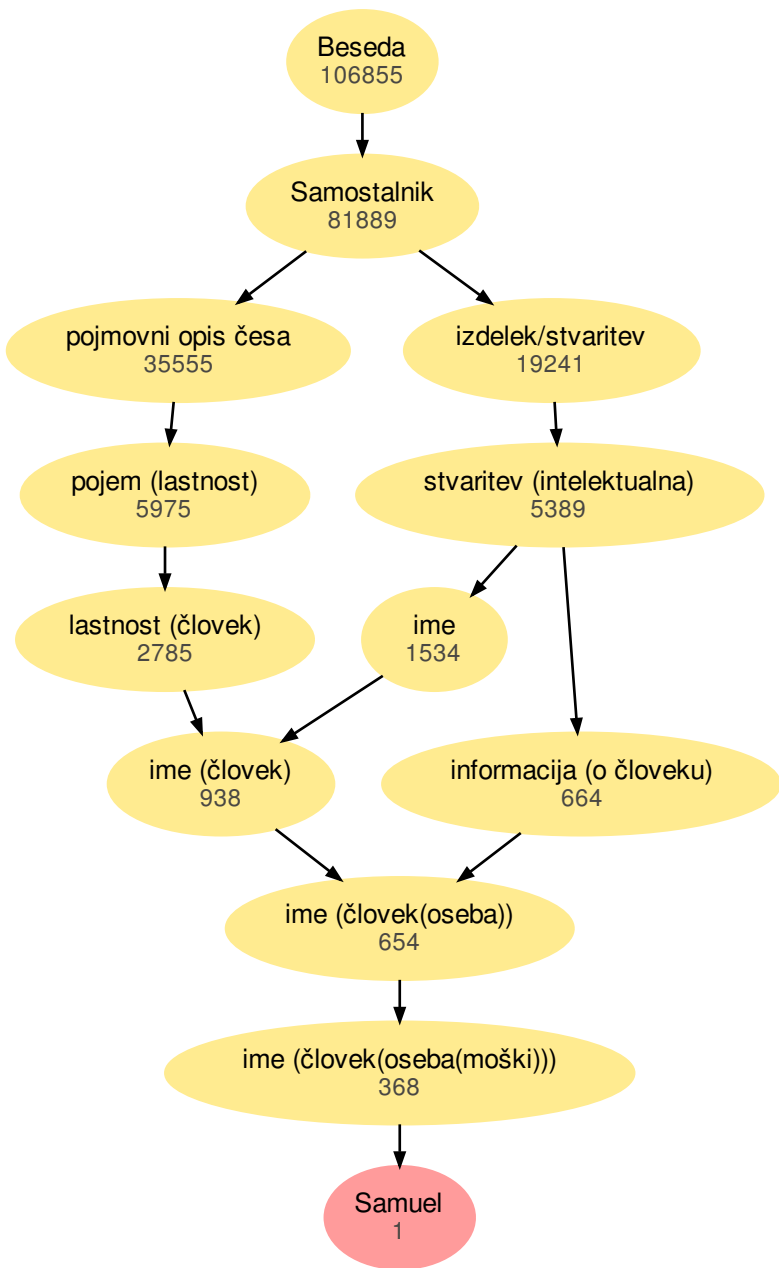 Beseda
106855
Samostalnik
81889
pojmovni opis česa
35555
izdelek/stvaritev
19241
pojem (lastnost)
5975
stvaritev (intelektualna)
5389
lastnost (človek)
2785
ime
1534
ime (človek)
938
informacija (o človeku)
664
ime (človek(oseba))
654
ime (človek(oseba(moški)))
368
Samuel
1